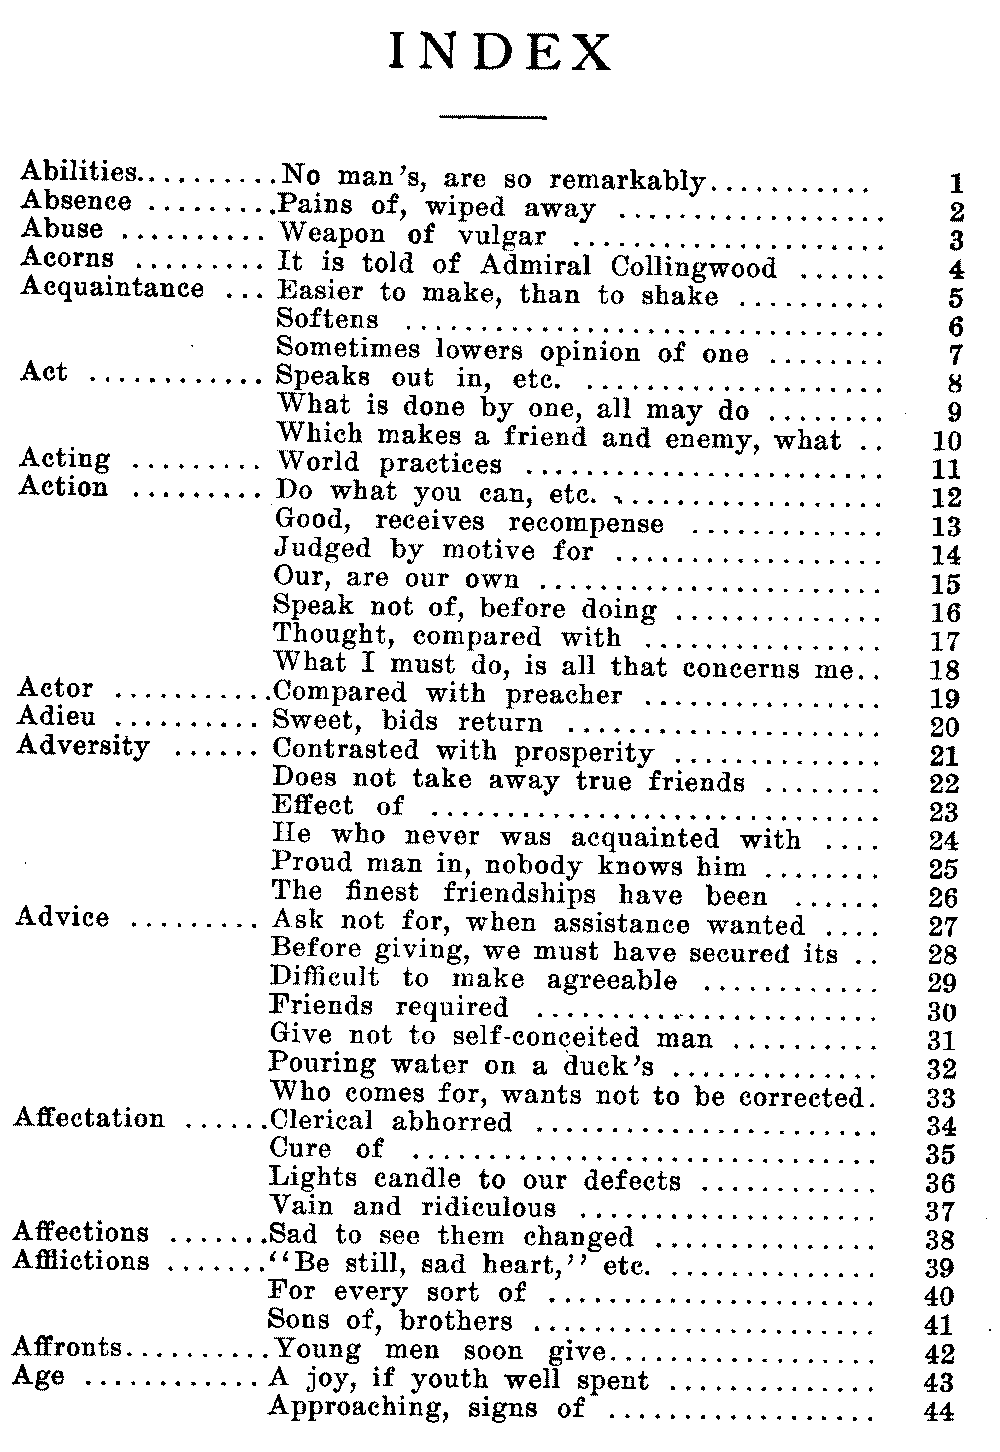 INDEX
Abilities..........No man's, are so remarkably........... 1
Absence .........Pains of, wiped away .................. 2
Abuse .......... Weapon of vulgar ..................... 3
Acorns ......... It is told of Admiral Collingwood ...... 4
Acquaintance ... Easier to make, than to shake .......... 5
Softens ................................ 6
Sometimes lowers opinion of one ........ 7
Act ............ Speaks out in, etc. .................... 8
What is done by one, all may do ........ 9
Which makes a friend and enemy, what .. 10
Acting ......... World practices ........................ 11
Action ......... Do what you can, etc. .................. 12
Good, receives recompense ............. 13
Judged by motive for .................. 14
Our, are our own ....................... 15
Speak not of, before doing .............. 16
Thought, compared with ................ 17
What I must do, is all that concerns me.. 18
Actor ...........Compared with preacher ................ 19
Adieu .......... Sweet, bids return ..................... 20
Adversity ...... Contrasted with prosperity .............. 21
Does not take away true friends ........ 22
Effect of .............................. 23
He who never was acquainted with .... 24
Proud man in, nobody knows him ........ 25
The finest friendships have been ...... 26
Advice ......... Ask not for, when assistance wanted .... 27
Before giving, we must have secured its .. 28
Difficult to make agreeable ............ 29
Friends required ....................... 30
Give not to self-conceited man .......... 31
Pouring water on a duck's .............. 32
Who comes for, wants not to be corrected. 33
Affectation ......Clerical abhorred ....................... 34
Cure of ................................ 35
Lights candle to our defects ............ 36
Vain and ridiculous .................... 37
Affections .......Sad to see them changed ............... 38
Afflictions .......“Be still, sad heart,” etc. .............. 39
For every sort of ...................... 40
Sons of, brothers ....................... 41
Affronts..........Young men soon give.................. 42
Age ............ A joy, if youth well spent .............. 43
Approaching, signs of .................. 44